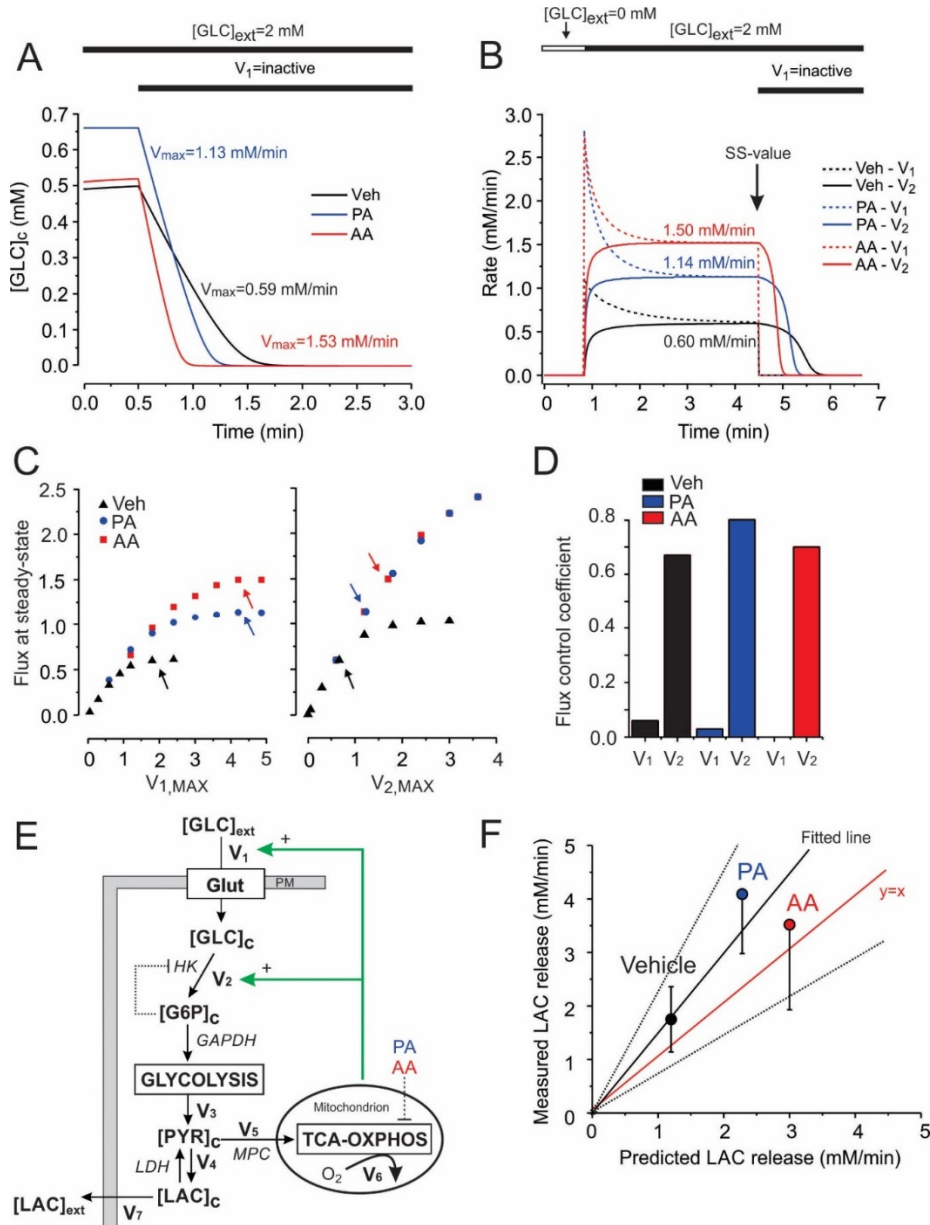 A
[GLC]ext=2 mM
V1=inactive
0.7
0.6
0.5
0.4
0.3
0.2
0.1
0.0
[GLC]c (mM)
Vmax=1.13 mM/min
Veh
PA
AA
Vmax=0.59 mM/min
Vmax=1.53 mM/min
0.0 0.5 1.0 1.5 2.0 2.5 3.0
Time (min)
B
[GLC]ext=0 mM
[GLC]ext=2 mM
V1=inactive
3.0
2.5
2.0
1.5
1.0
0.5
0.0
Rate (mM/min)
SS-value
1.50 mM/min
1.14 mM/min
0.60 mM/min
Veh - V1
Veh - V2
PA - V1
PA - V2
AA - V1
AA - V2
0 1 2 3 4 5 6 7
Time (min)
C
2.5
2.0
1.5
1.0
0.5
0.0
Flux at steady-state
Veh
PA
AA
0 1 2 3 4 5
V1,MAX
0 1 2 3 4
V2,MAX
D
Veh
PA
AA
0.8
0.6
0.4
0.2
0.0
Flux control coefficient
V1 V2 V1 V2 V1 V2
E
[GLC]ext
V1 +
Glut PM
[GLC]c
HK V2 +
[G6P]c
GAPDH
PA
AA
GLYCOLYSIS
Mitochondrion
V3
[PYR]c V5 TCA-OXPHOS
MPC
LDH V4 O2 V6
[LAC]c
[LAC]ext
V7
F
5
4
3
2
1
0
Measured LAC release (mM/min)
Fitted line
PA
AA
y=x
Vehicle
0 1 2 3 4 5
Predicted LAC release (mM/min)